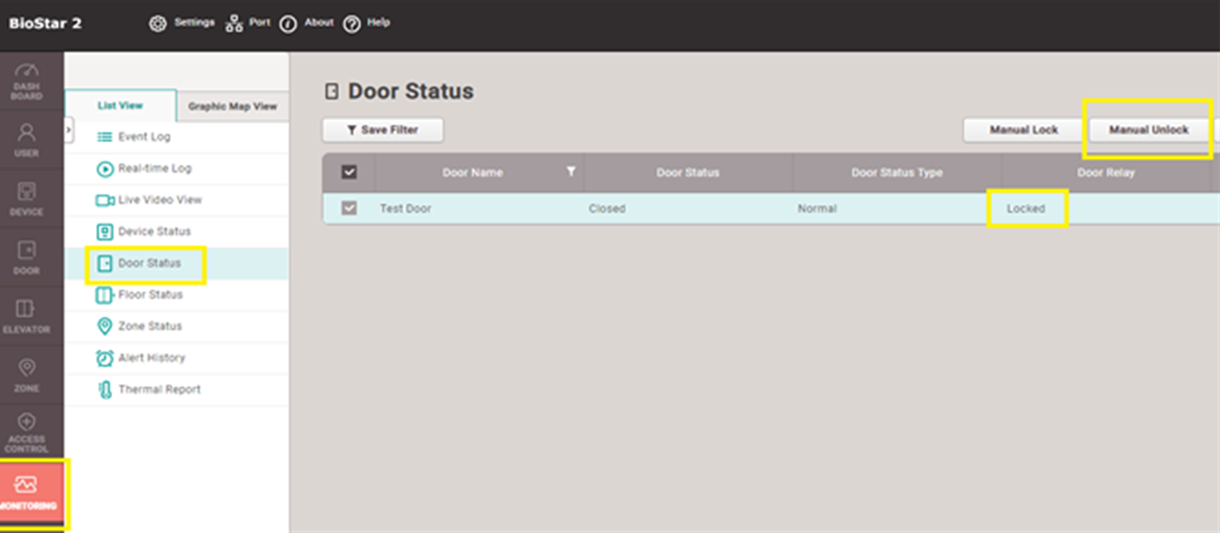 BioStar 2
Settings
Port
About
Help
DASH
BOARD
USER
DEVICE
DOOR
ELEVATOR
ZONE
ACCESS
CONTROL
MONITORING
List View
Graphic Map View
Event Log
Real-time Log
Live Video View
Device Status
Door Status
Floor Status
Zone Status
Alert History
Thermal Report
Door Status
Save Filter
Manual Lock
Manual Unlock
Door Name
Door Status
Door Status Type
Door Relay
Test Door
Closed
Normal
Locked